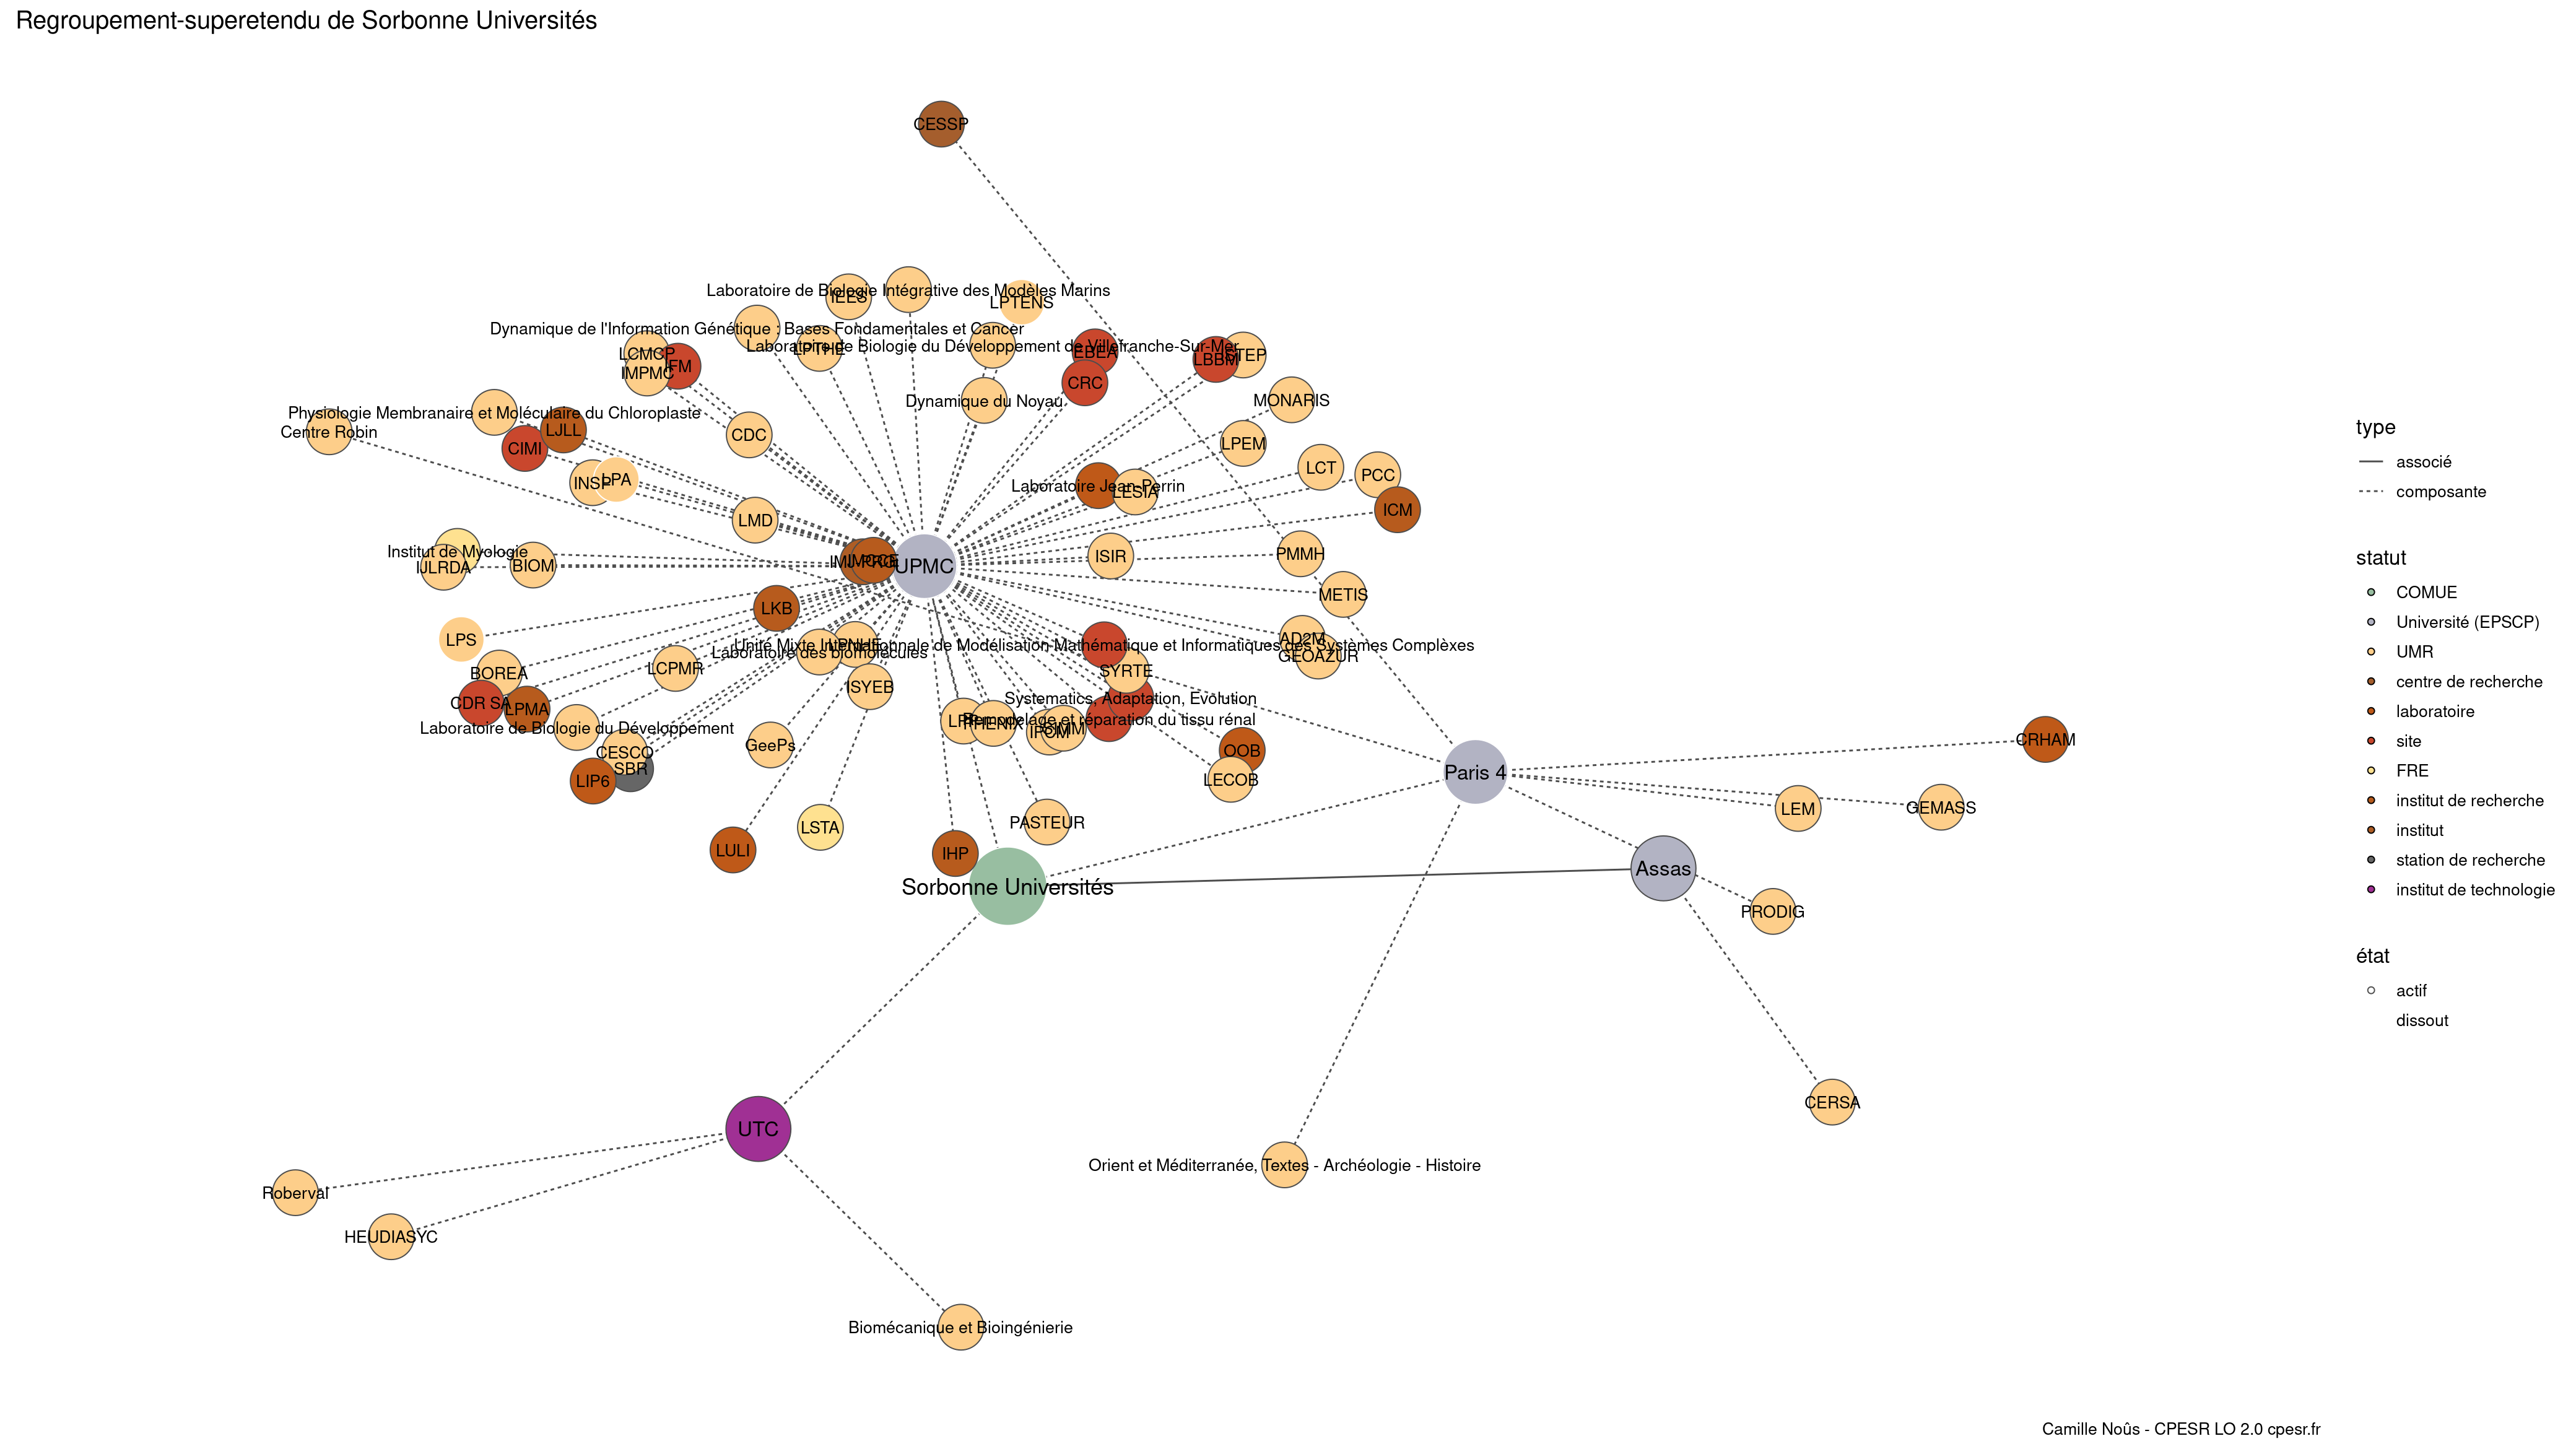 Regroupement-superetendu de Sorbonne Universités
CESSP
Laboratoire de Biologie Intégrative des Modèles Marins
IEES
LPTENS
Dynamique de l'Information Génétique : Bases Fondamentales et Cancer
Laboratoire de Biologie du Développement de Villefranche-Sur-Mer
LPTHE
EBEA
LBBM
STEP
LCMCP
IFM
IMPMC
CRC
Dynamique du Noyau
MONARIS
Physiologie Membranaire et Moléculaire du Chloroplaste
Centre Robin
LJLL
CIMI
CDC
LPEM
LCT
PCC
INSP
LPA
Laboratoire Jean-Perrin
LESIA
ICM
LMD
Institut de Myologie
IJLRDA
BIOM
IMJ-PRG
IMCCE
UPMC
ISIR
PMMH
METIS
LKB
LPS
Unité Mixte Internationnale de Modélisation Mathématique et Informatiques des Systèmes Complexes
LPNHE
Laboratoire des biomolécules
AD2M
GEOAZUR
BOREA
LCPMR
ISYEB
SYRTE
CDR SA
LPMA
Systematics, Adaptation, Evolution
Remodelage et réparation du tissu rénal
Laboratoire de Biologie du Développement
PHENIX
IPCM
CESCO
SBR
LIP6
GeePs
OOB
LECOB
LULI
LSTA
PASTEUR
IHP
Sorbonne Universités
Paris 4
CRHAM
LEM
GEMASS
Assas
PRODIG
CERSA
UTC
Roberval
HEUDIASYC
Orient et Méditerranée, Textes - Archéologie - Histoire
Biomécanique et Bioingénierie
type
associé
composante
statut
COMUE
Université (EPSCP)
UMR
centre de recherche
laboratoire
site
FRE
institut de recherche
institut
station de recherche
institut de technologie
état
actif
dissout
Camille Noûs - CPESR LO 2.0 cpesr.fr